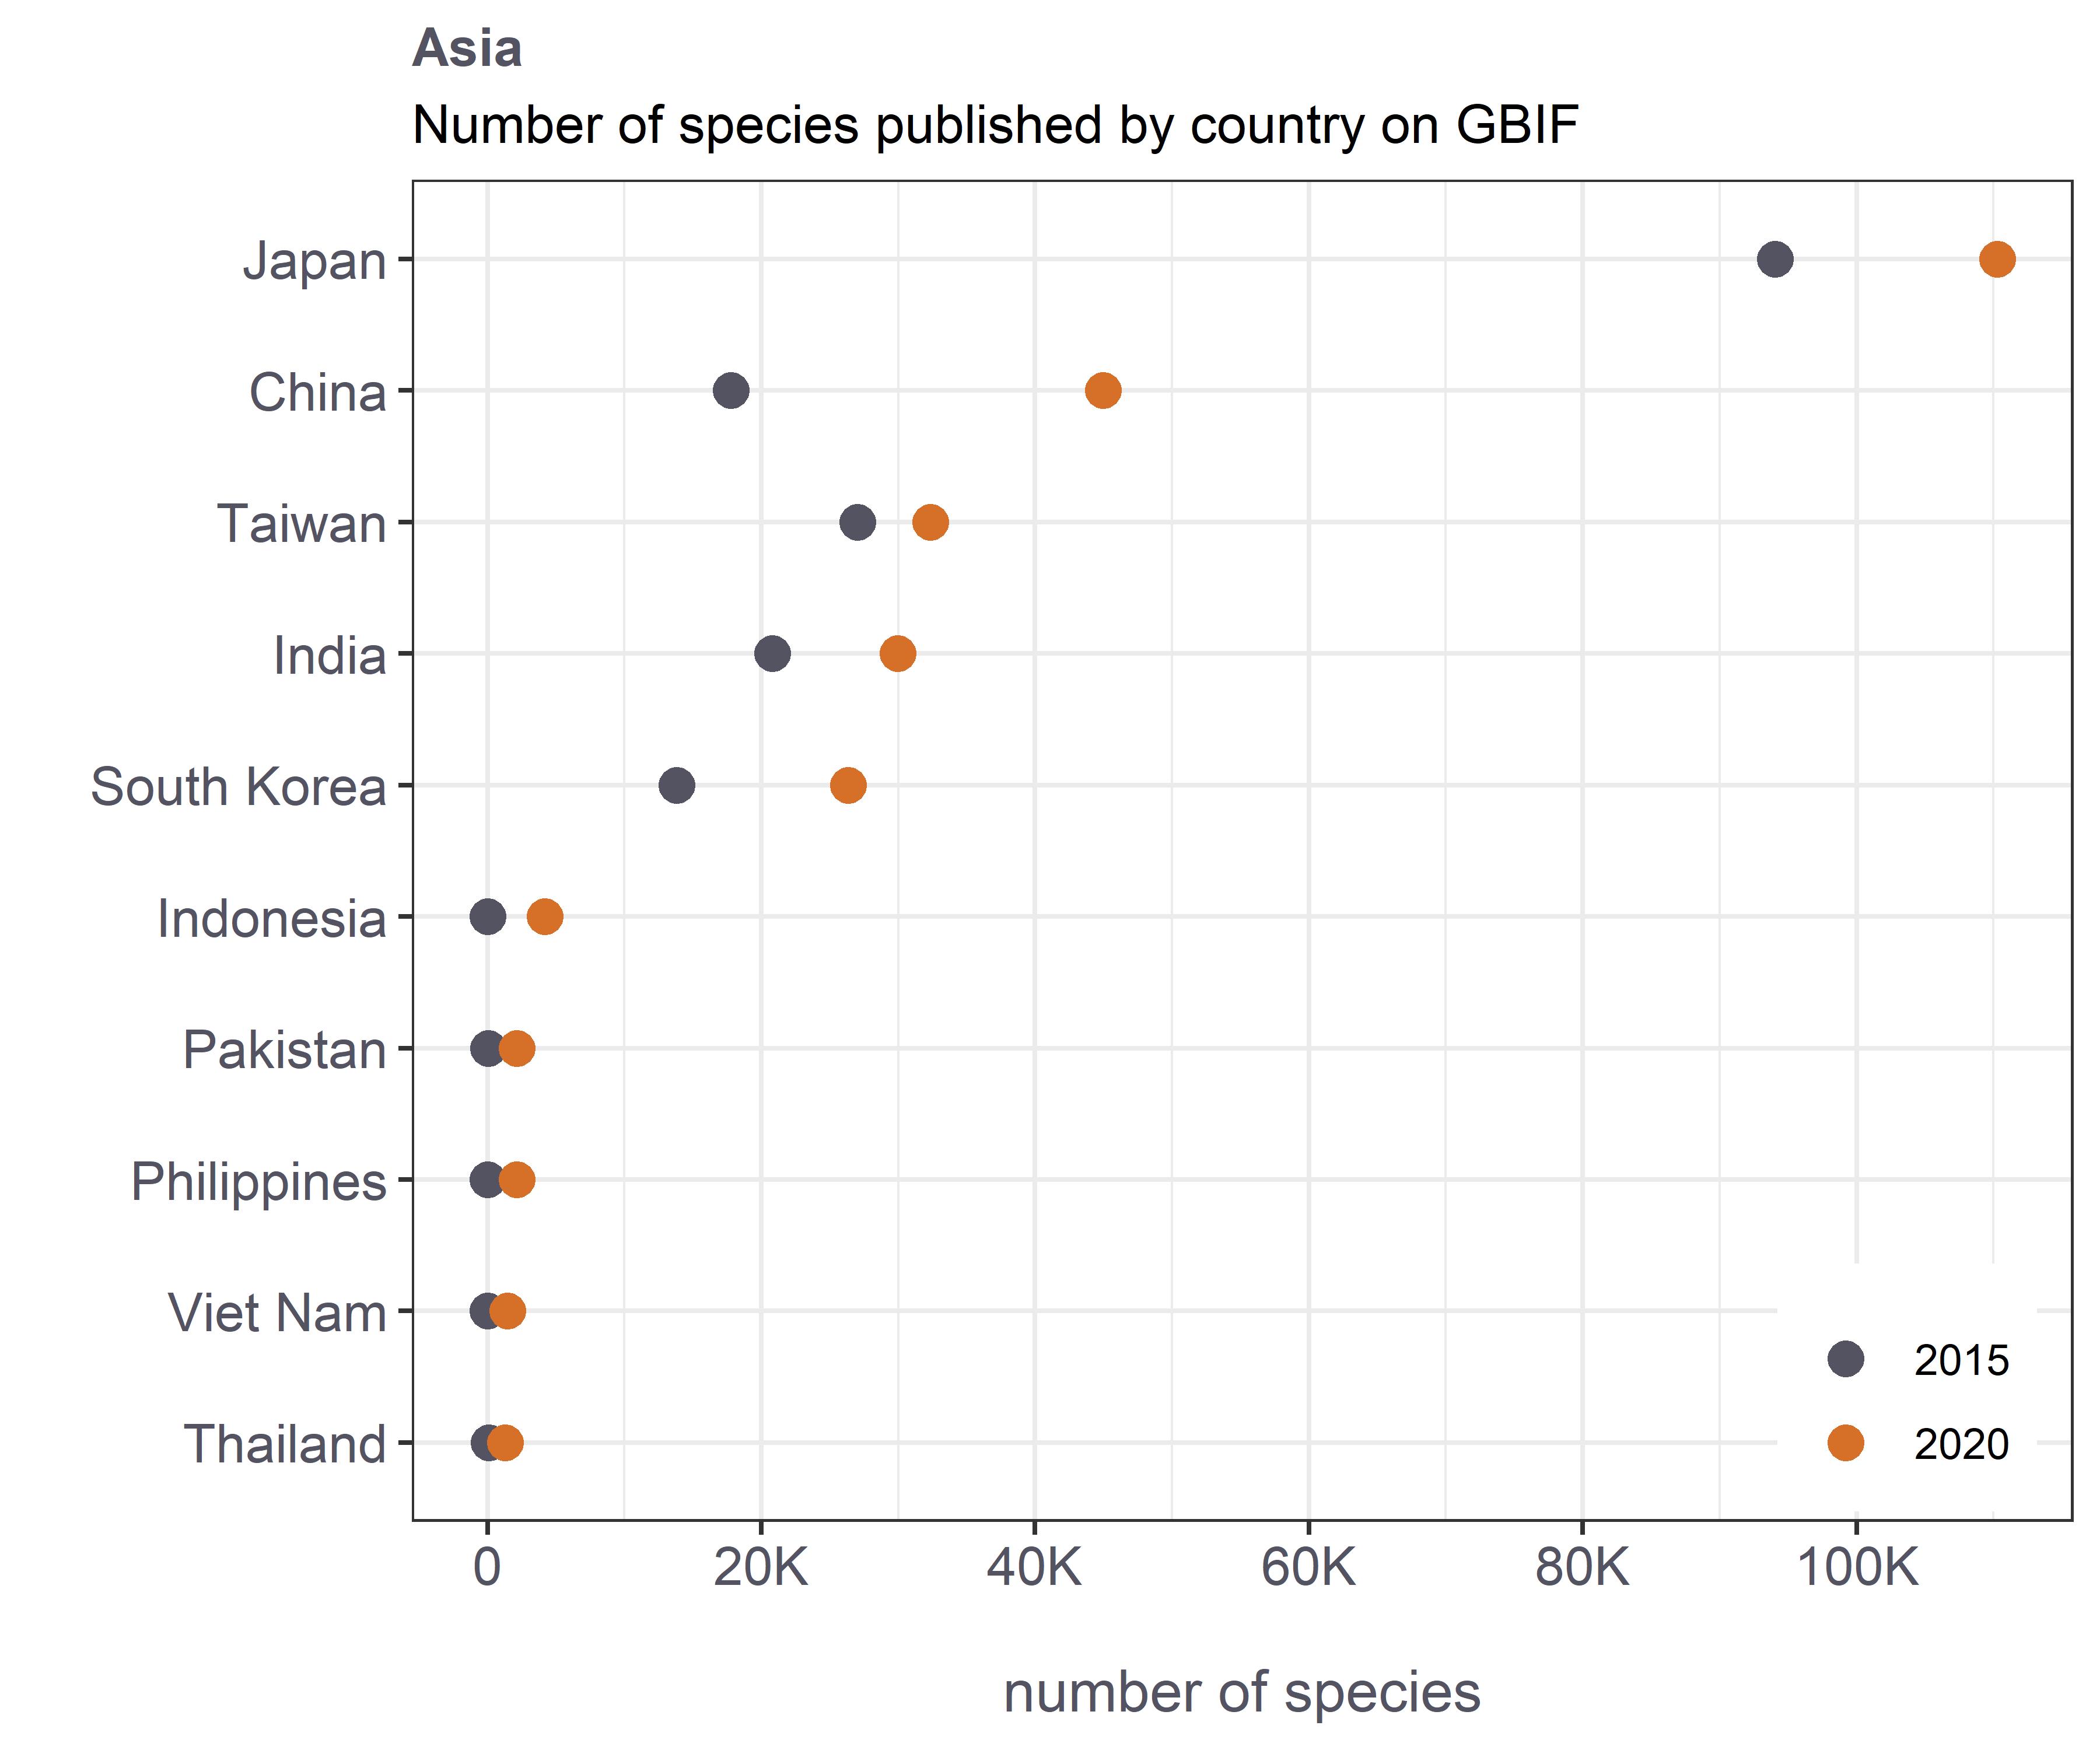 Asia
Number of species published by country on GBIF
Japan
China
Taiwan
India
South Korea
Indonesia
Pakistan
Philippines
Viet Nam
Thailand
2015
2020
0 20K 40K 60K 80K 100K
number of species